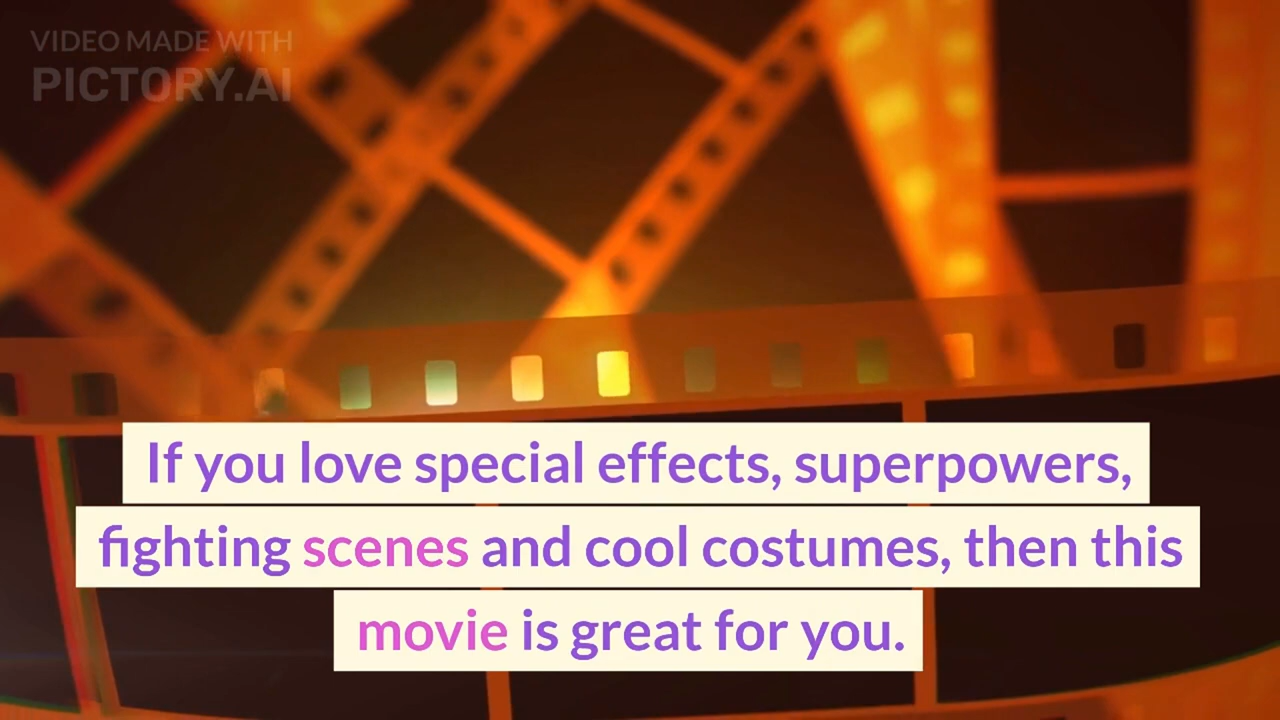 VIDEO MADE WITH
PICTORY.AI
If you love special effects, superpowers,
fighting scenes and cool costumes, then this
movie is great for you.